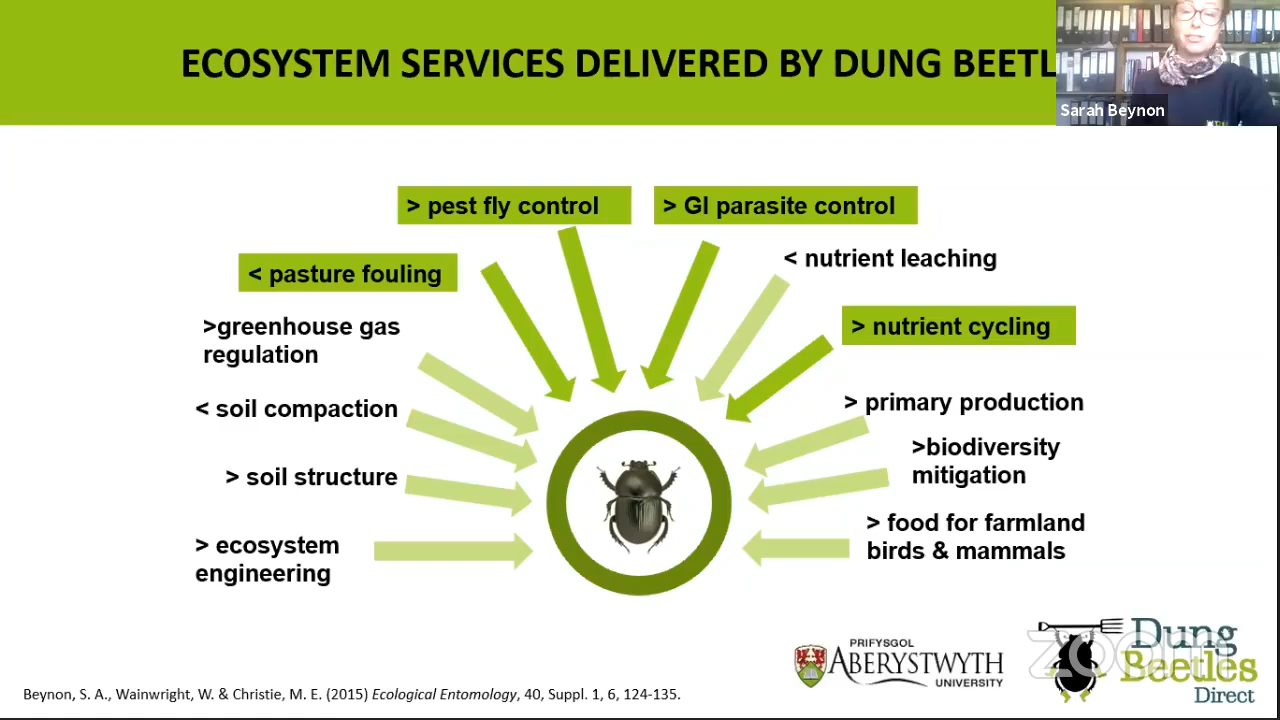 ECOSYSTEM SERVICES DELIVERED BY DUNG BEETL
Sarah Beynon
> pest fly control
> GI parasite control
< nutrient leaching
< pasture fouling
> nutrient cycling
>greenhouse gas
regulation
< soil compaction
> primary production
>biodiversity
mitigation
> soil structure
> food for farmland
birds & mammals
> ecosystem
engineering
PRIFYSGOL
ABERYSTWYTH
UNIVERSITY
Dung
Beetles
Direct
zoom
Beynon, S. A., Wainwright, W. & Christie, M. E. (2015) Ecological Entomology, 40, Suppl. 1, 6, 124-135.